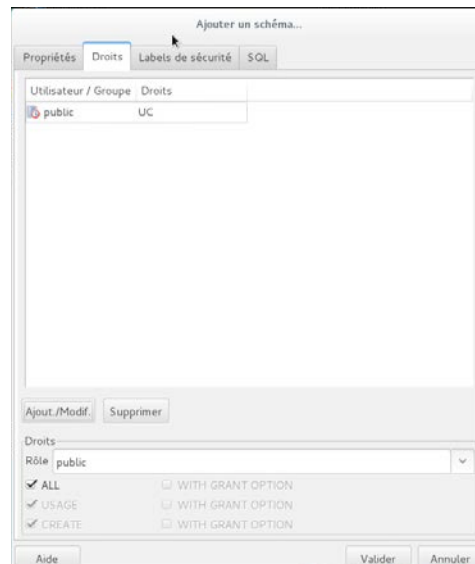 Ajouter un schéma...
Propriétés Droits Labels de sécurité SQL
Utilisateur / Groupe Droits
public UC
Ajout./Modif. Supprimer
Droits
Rôle public
ALL WITH GRANT OPTION
USAGE WITH GRANT OPTION
CREATE WITH GRANT OPTION
Aide Valider Annuler